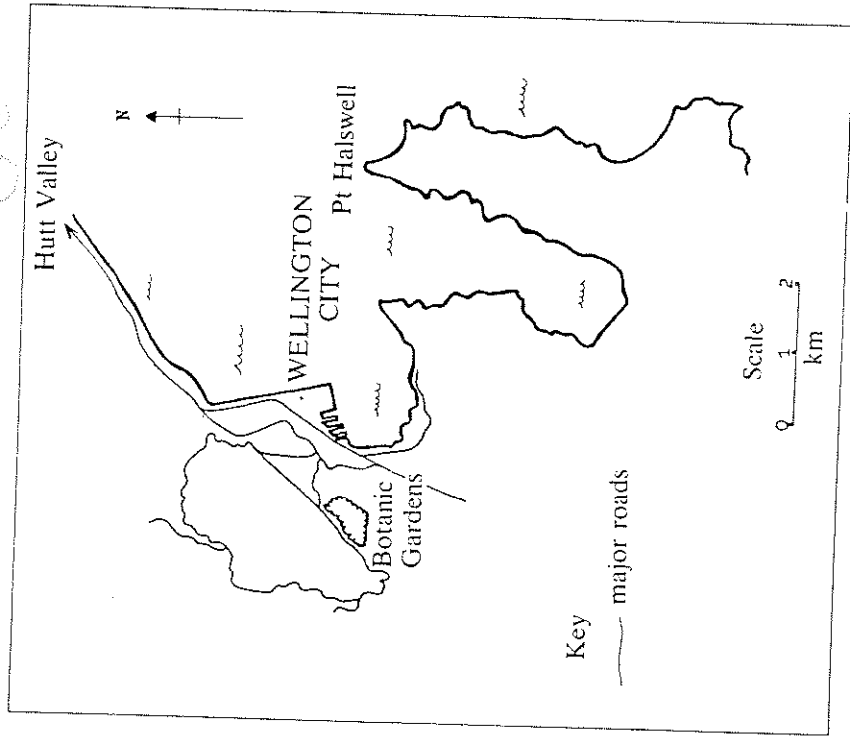 Hutt Valley
N
WELLINGTON
CITY
Pt Halswell
Botanic
Gardens
Key
major roads
Scale
0 1 2
km